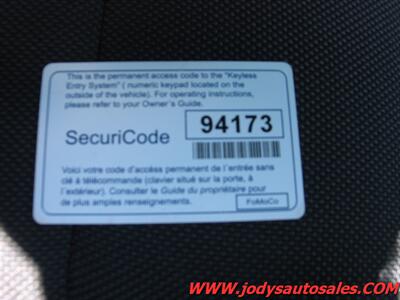 This is the permanent access code to the "Keyless
Entry System" ( numeric keypad located on the
outside of the vehicle). For operating instructions,
please refer to your Owner´s Guide.
SecuriCode
94173
Voici votre code d´accèss permanent de l´entrée sans
clé à télécommande (clavier situé sur la porte, à
l´extérieur). Consulter le Guide du propriétaire pour
de plus amples renseignements.
FoMoCo
www.jodysautosales.COM